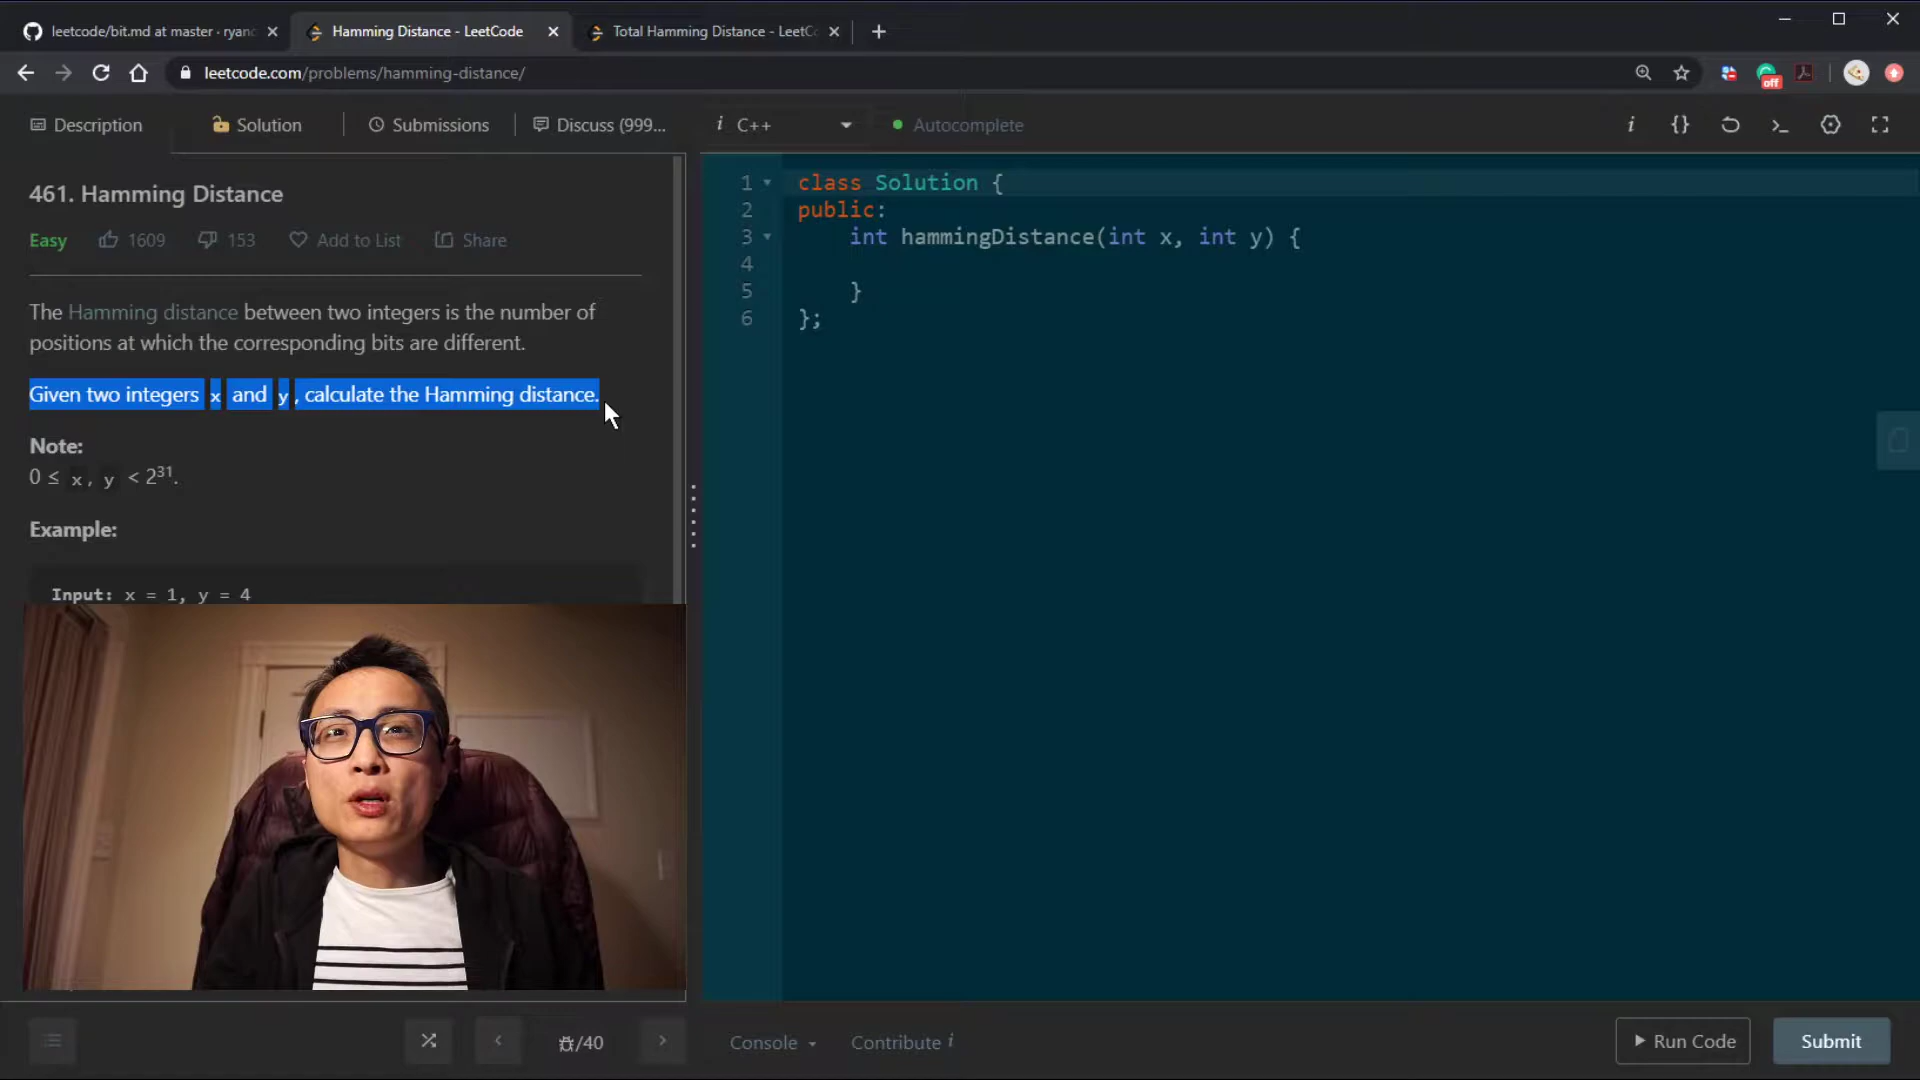 leetcode/bit.md at master · ryanc
Hamming Distance - LeetCode
Total Hamming Distance - LeetC
leetcode.com/problems/hamming-distance/
off
Description
Solution
Submissions
Discuss (999...
i C++
Autocomplete
i {}
461. Hamming Distance
Easy 1609 153 Add to List Share
The Hamming distance between two integers is the number of
positions at which the corresponding bits are different.
Given two integers x and y, calculate the Hamming distance.
Note:
0 ≤ x, y < 2³¹.
Example:
Input: x = 1, y = 4
1 class Solution {
2 public:
3 int hammingDistance(int x, int y) {
4
5 }
6 };
/40
Console
Contribute i
Run Code
Submit